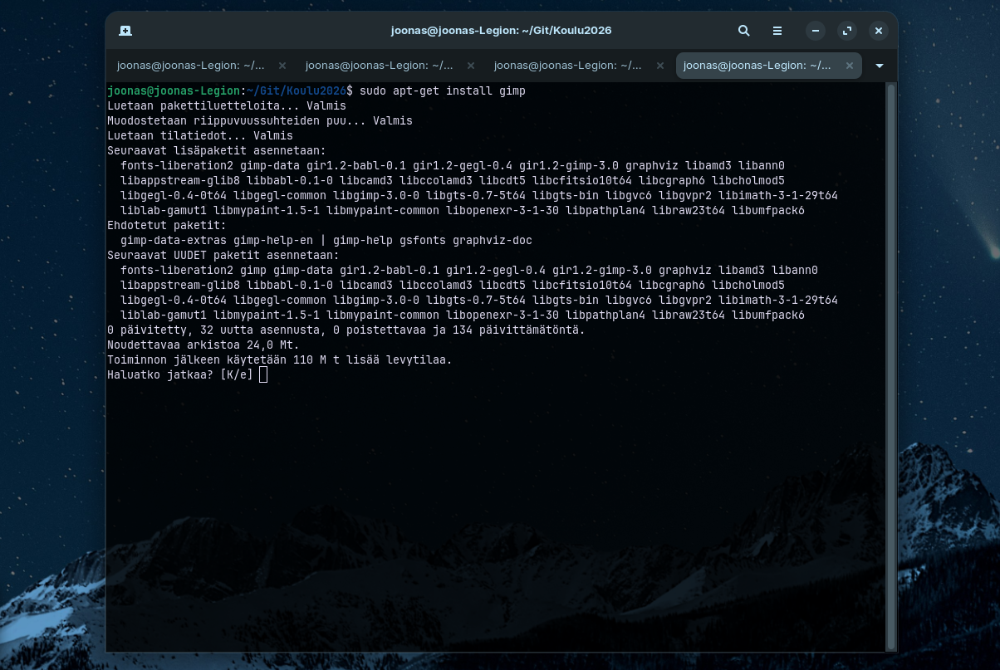 joonas@joonas-Legion: ~/Git/Koulu2026
joonas@joonas-Legion: ~/... joonas@joonas-Legion: ~/... joonas@joonas-Legion: ~/... joonas@joonas-Legion: ~/...
joonas@joonas-Legion:~/Git/Koulu2026$ sudo apt-get install gimp
Luetaan pakettiluetteloita... Valmis
Muodostetaan riippuvuussuhteiden puu... Valmis
Luetaan tilatiedot... Valmis
Seuraavat lisäpaketit asennetaan:
  fonts-liberation2 gimp-data gir1.2-babl-0.1 gir1.2-gegl-0.4 gir1.2-gimp-3.0 graphviz libamd3 libann0
  libappstream-glib8 libbabl-0.1-0 libcamd3 libccolamd3 libcdt5 libcfitsio10t64 libcgraph6 libcholmod5
  libgegl-0.4-0t64 libgegl-common libgimp-3.0-0 libgts-0.7-5t64 libgts-bin libgvc6 libgvpr2 libimath-3-1-29t64
  liblab-gamut1 libmypaint-1.5-1 libmypaint-common libopenexr-3-1-30 libpathplan4 libraw23t64 libumfpack6
Ehdotetut paketit:
  gimp-data-extras gimp-help-en | gimp-help gsfonts graphviz-doc
Seuraavat UUDET paketit asennetaan:
  fonts-liberation2 gimp gimp-data gir1.2-babl-0.1 gir1.2-gegl-0.4 gir1.2-gimp-3.0 graphviz libamd3 libann0
  libappstream-glib8 libbabl-0.1-0 libcamd3 libccolamd3 libcdt5 libcfitsio10t64 libcgraph6 libcholmod5
  libgegl-0.4-0t64 libgegl-common libgimp-3.0-0 libgts-0.7-5t64 libgts-bin libgvc6 libgvpr2 libimath-3-1-29t64
  liblab-gamut1 libmypaint-1.5-1 libmypaint-common libopenexr-3-1-30 libpathplan4 libraw23t64 libumfpack6
0 päivitetty, 32 uutta asennusta, 0 poistettavaa ja 134 päivittämätöntä.
Noudettavaa arkistoa 24,0 Mt.
Toiminnon jälkeen käytetään 110 M t lisää levytilaa.
Haluatko jatkaa? [K/e]